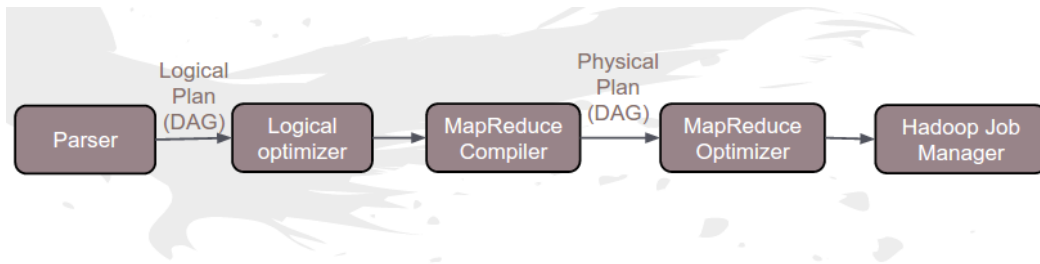 Logical
Plan
(DAG)
Physical
Plan
(DAG)
Parser
Logical
optimizer
MapReduce
Compiler
MapReduce
Optimizer
Hadoop Job
Manager